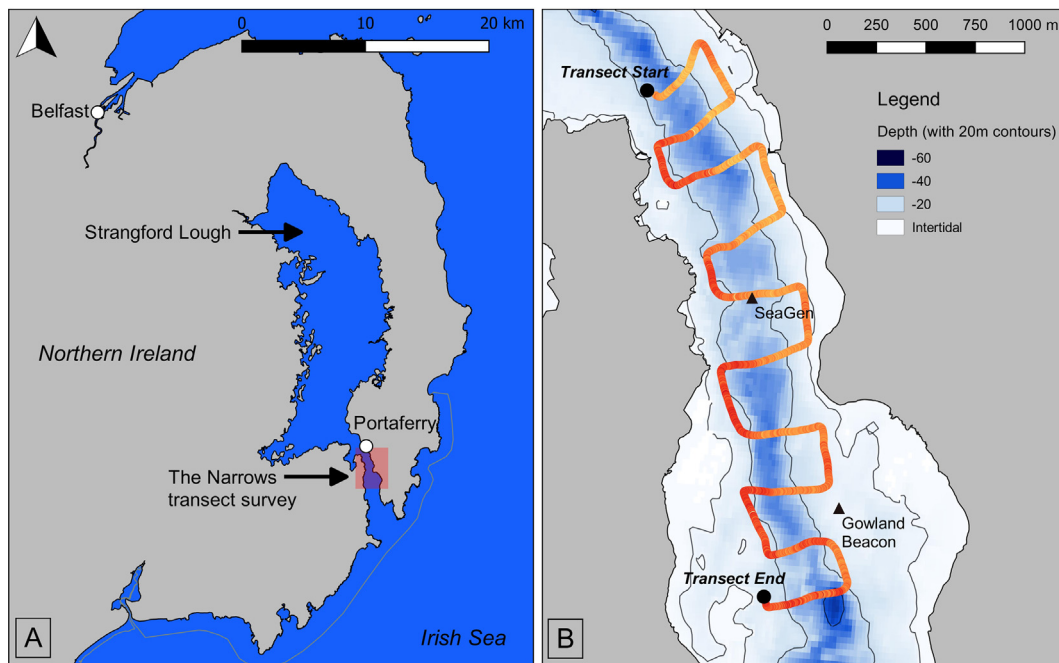 0 10 20 km
Belfast
Strangford Lough
Northern Ireland
Portaferry
The Narrows
transect survey
Irish Sea
A
0 250 500 750 1000 m
Transect Start
Legend
Depth (with 20m contours)
-60
-40
-20
Intertidal
SeaGen
Gowland
Beacon
Transect End
B